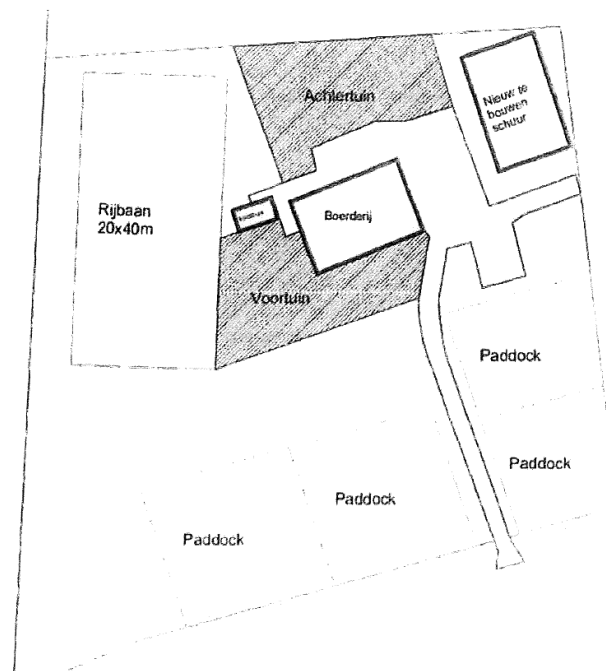 Achtertuin
Nieuw te
bouwen
schuur
Rijbaan
20x40m
Boerderij
Voortuin
Paddock
Paddock
Paddock
Paddock